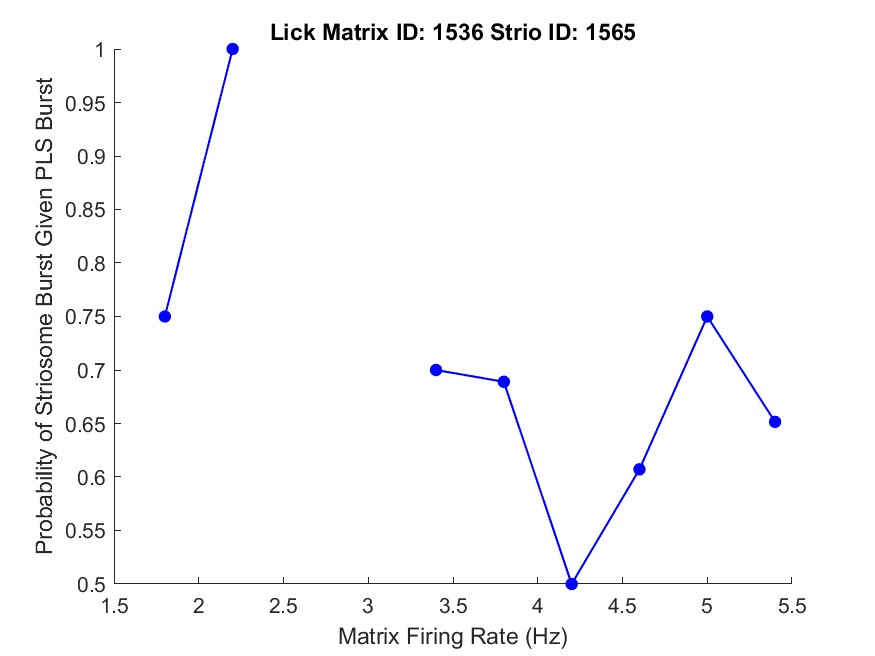 Lick Matrix ID: 1536 Strio ID: 1565
Probability of Striosome Burst Given PLS Burst
1
0.95
0.9
0.85
0.8
0.75
0.7
0.65
0.6
0.55
0.5
1.5 2 2.5 3 3.5 4 4.5 5 5.5
Matrix Firing Rate (Hz)